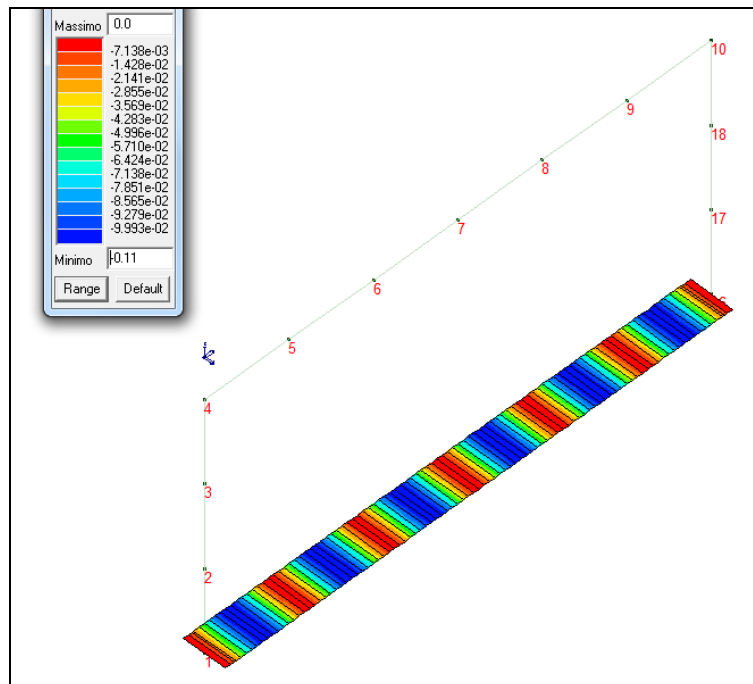 Massimo 0.0
-7.138e-03
-1.428e-02
-2.141e-02
-2.855e-02
-3.569e-02
-4.283e-02
-4.996e-02
-5.710e-02
-6.424e-02
-7.138e-02
-7.851e-02
-8.565e-02
-9.279e-02
-9.993e-02
Minimo -0.11
Range Default
10
9
18
8
17
7
6
5
4
3
2
1